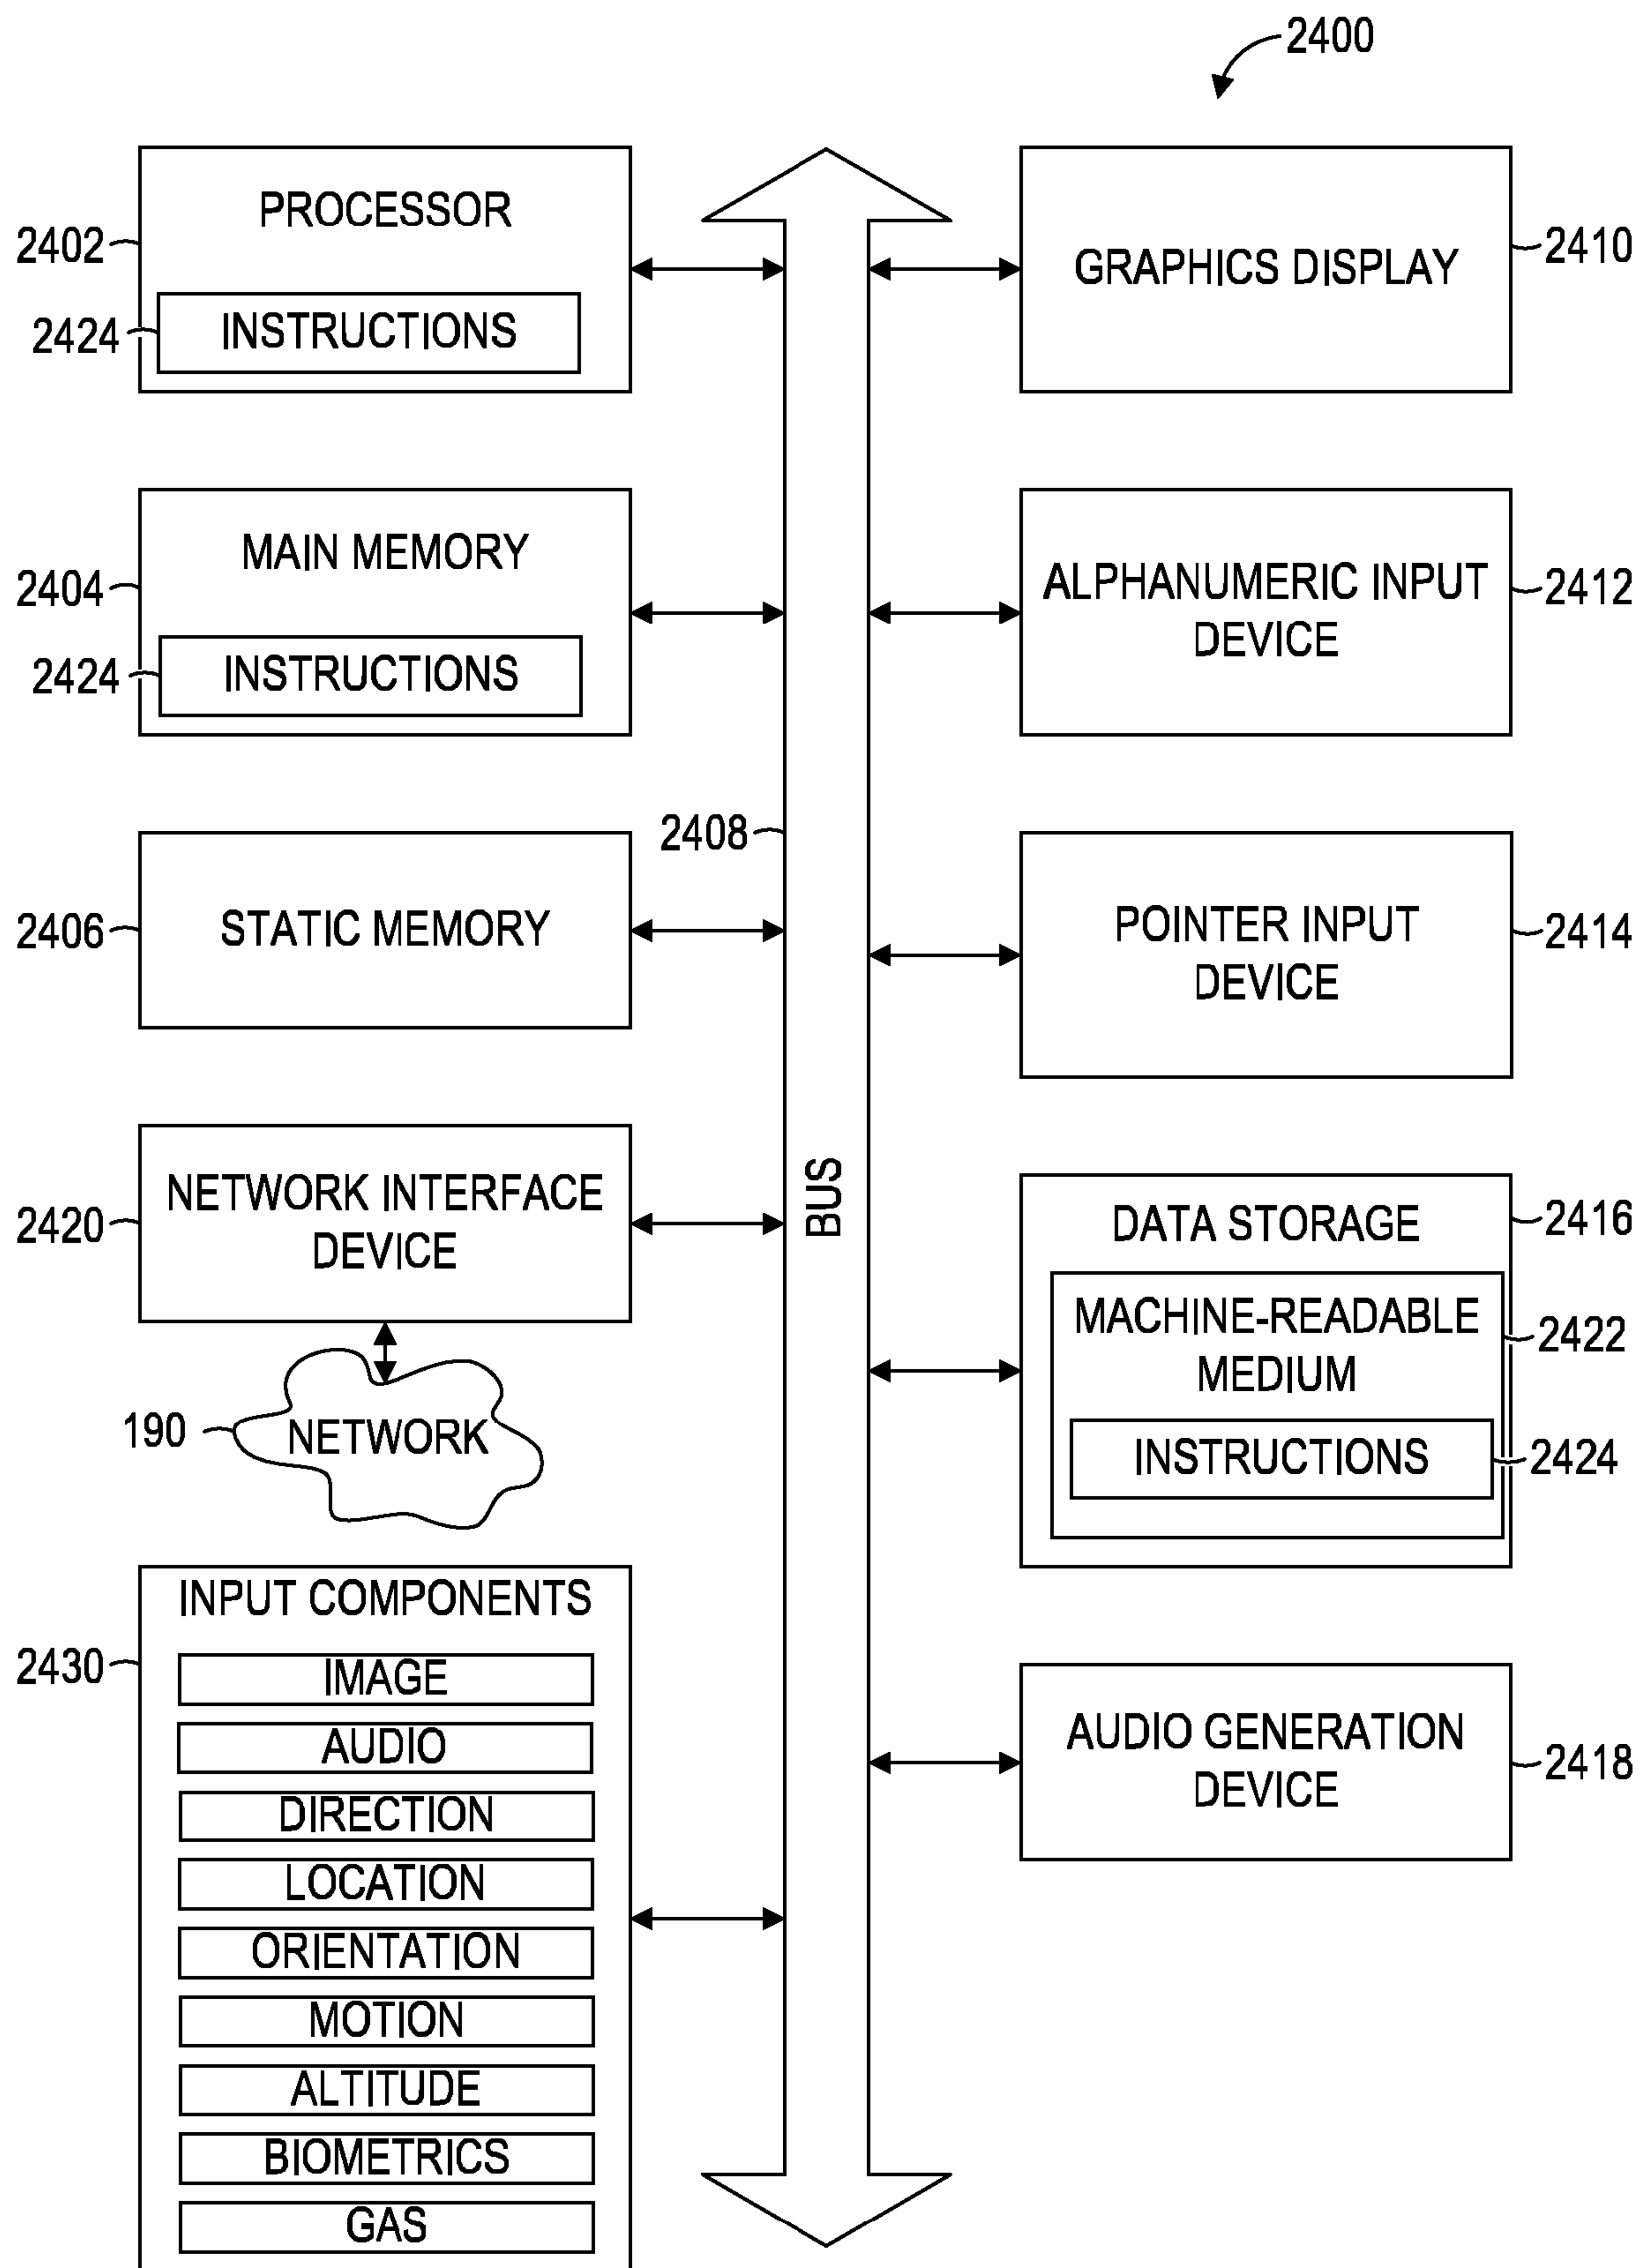 2400
PROCESSOR
2402
INSTRUCTIONS
2424
MAIN MEMORY
2404
INSTRUCTIONS
2424
STATIC MEMORY
2406
2408
NETWORK INTERFACE
DEVICE
2420
NETWORK
190
INPUT COMPONENTS
2430
IMAGE
AUDIO
DIRECTION
LOCATION
ORIENTATION
MOTION
ALTITUDE
BIOMETRICS
GAS
BUS
GRAPHICS DISPLAY
2410
ALPHANUMERIC INPUT
DEVICE
2412
POINTER INPUT
DEVICE
2414
DATA STORAGE
2416
MACHINE-READABLE
MEDIUM
2422
INSTRUCTIONS
2424
AUDIO GENERATION
DEVICE
2418